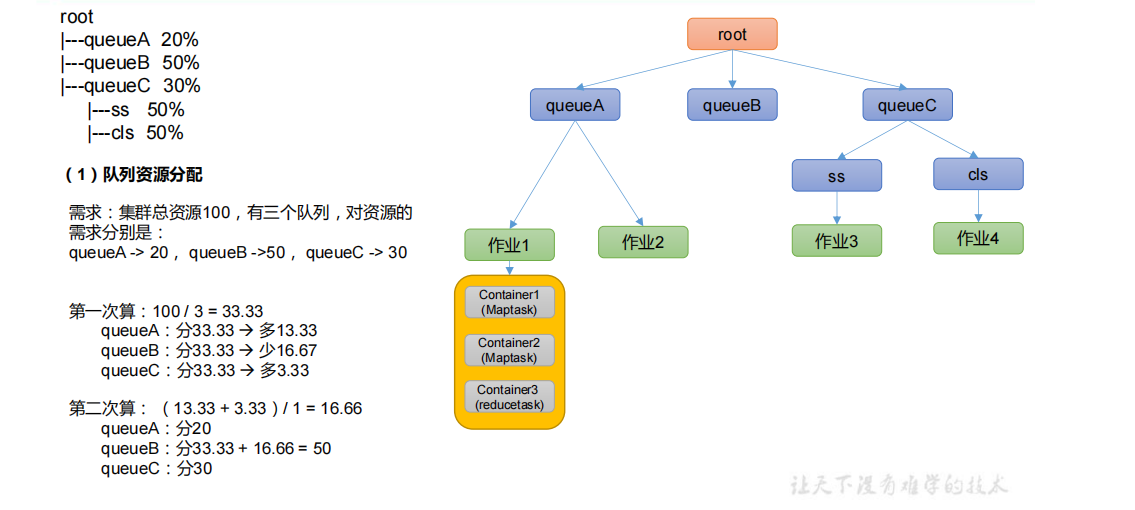 root
|---queueA 20%
|---queueB 50%
|---queueC 30%
|---ss 50%
|---cls 50%
（1）队列资源分配
需求：集群总资源100，有三个队列，对资源的
需求分别是：
queueA -> 20 ，queueB ->50 ，queueC -> 30
第一次算：100 / 3 = 33.33
queueA：分33.33 → 多13.33
queueB：分33.33 → 少16.67
queueC：分33.33 → 多3.33
第二次算： （13.33 + 3.33 ）/ 1 = 16.66
queueA：分20
queueB：分33.33 + 16.66 = 50
queueC：分30
root
queueA
queueB
queueC
ss
cls
作业1
作业2
作业3
作业4
Container1
(Maptask)
Container2
(Maptask)
Container3
(reducetask)
让天下没有难学的技术